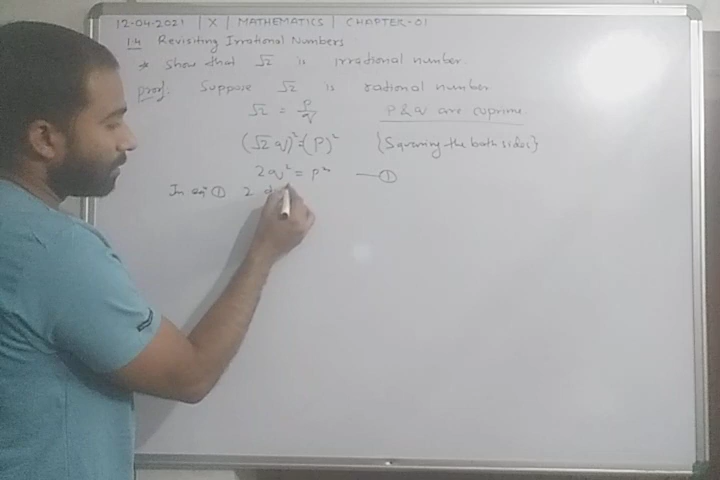 12-04-2021 | X | MATHEMATICS | CHAPTER-01
1.4 Revisiting Irrational Numbers
* Show that √2 is irrational number.
Proof: Suppose √2 is rational number
√2 = p/q P & q are coprime.
(√2 q)² = (P)² {Squaring the both sides}
2q² = p² — ①
In eqⁿ ① 2 d